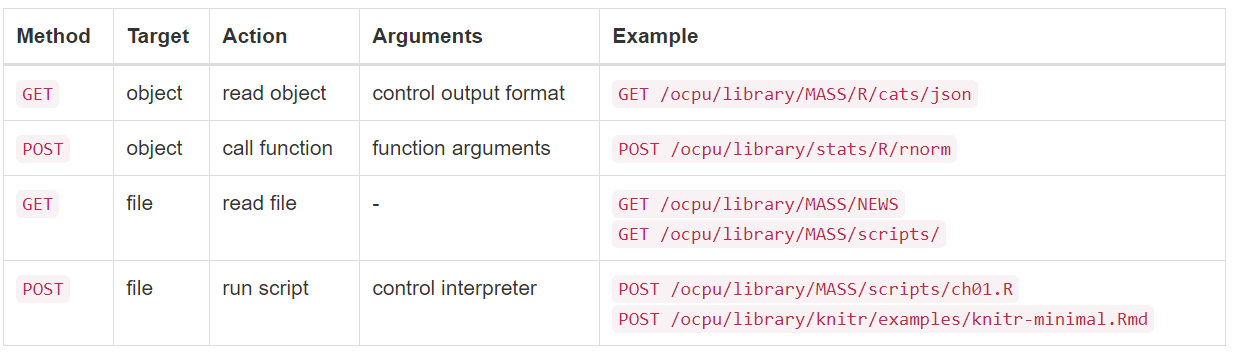 Method Target Action Arguments Example
GET object read object control output format GET /ocpu/library/MASS/R/cats/json
POST object call function function arguments POST /ocpu/library/stats/R/rnorm
GET file read file - GET /ocpu/library/MASS/NEWS
GET /ocpu/library/MASS/scripts/
POST file run script control interpreter POST /ocpu/library/MASS/scripts/ch01.R
POST /ocpu/library/knitr/examples/knitr-minimal.Rmd